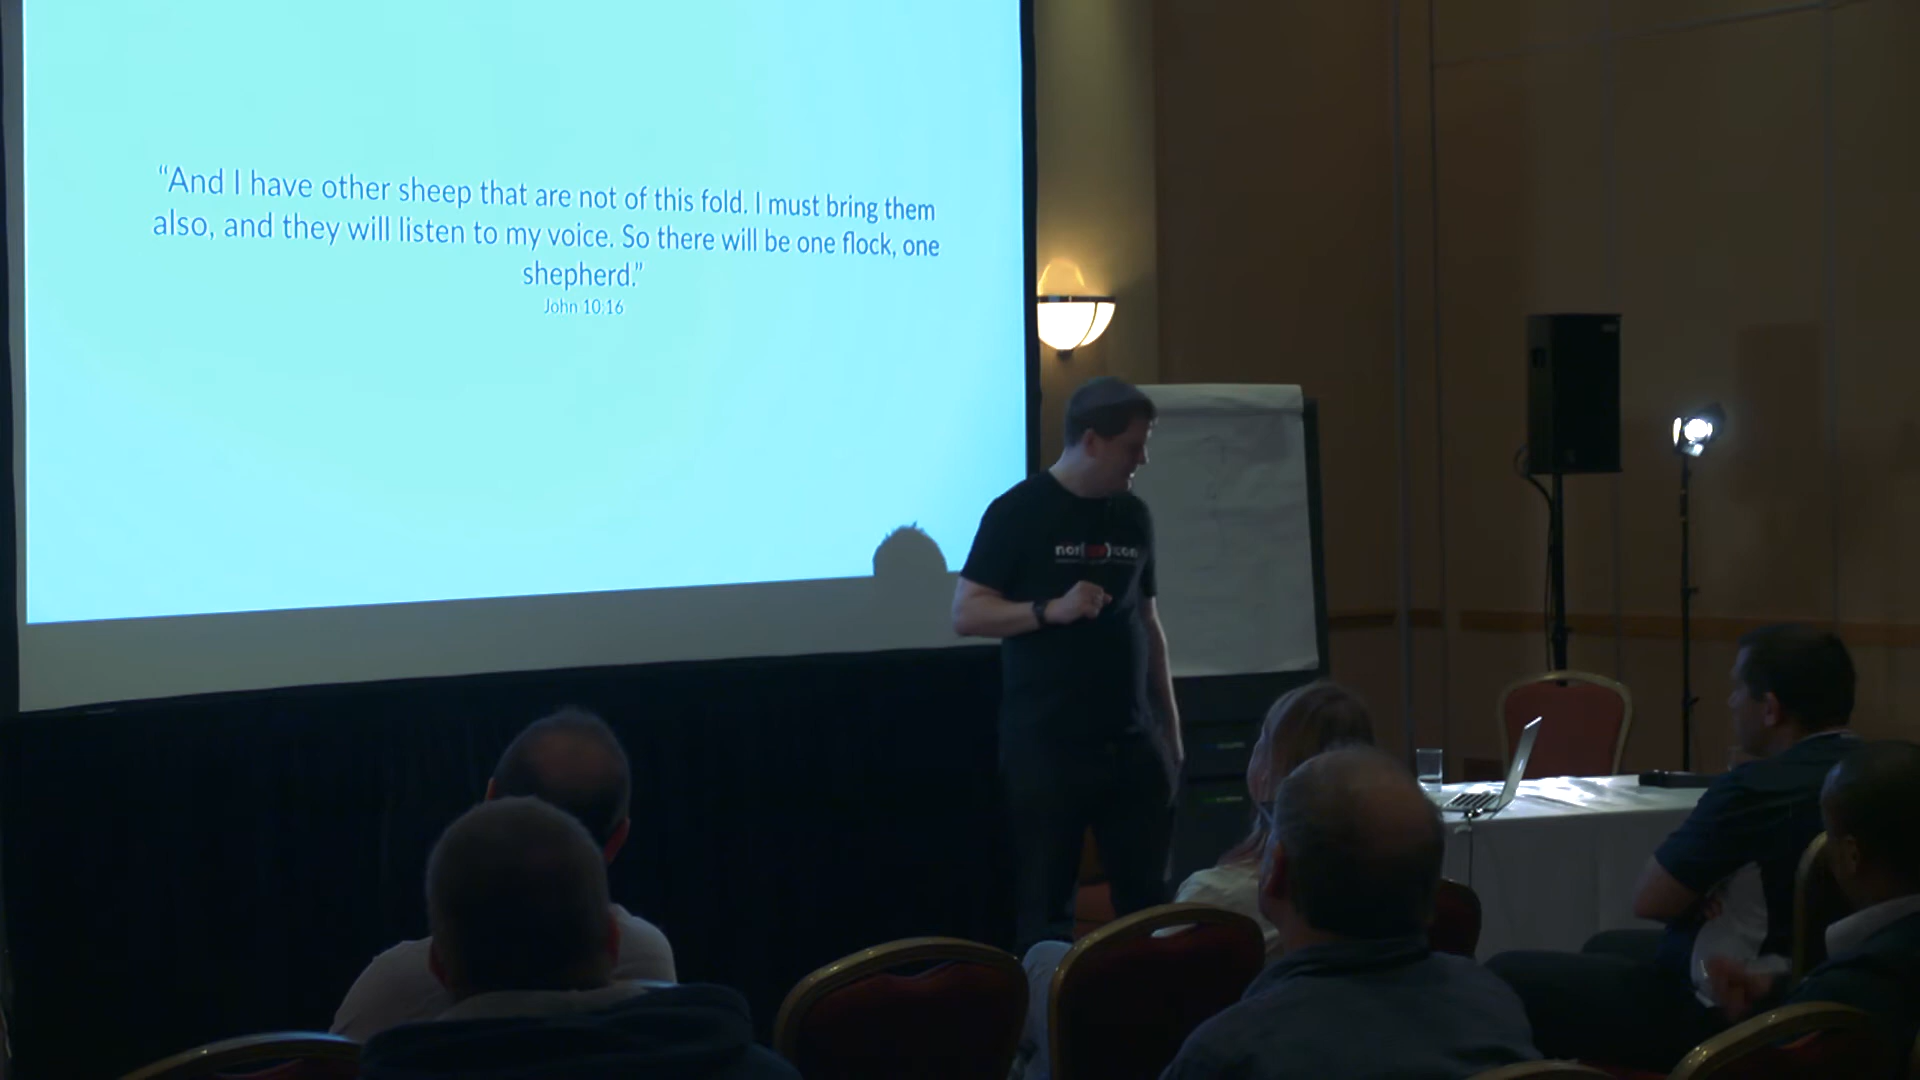 “And I have other sheep that are not of this fold. I must bring them
also, and they will listen to my voice. So there will be one flock, one
shepherd.”
John 10:16